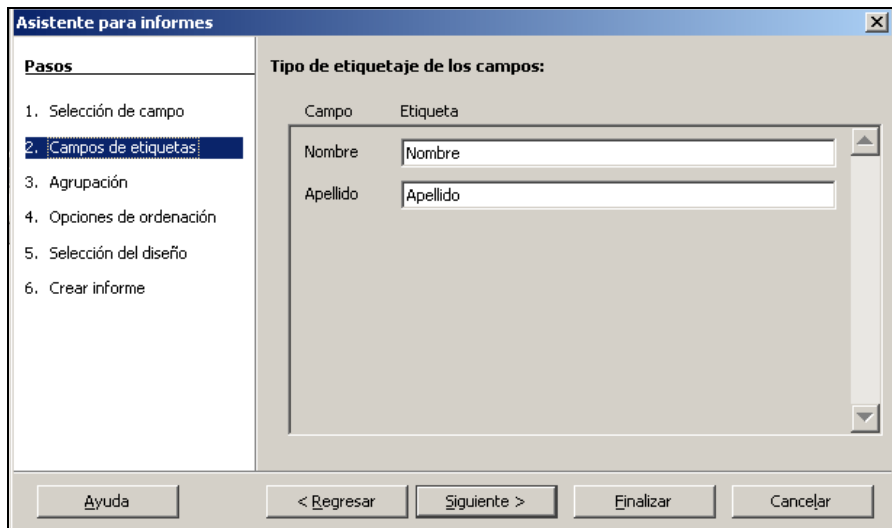 Asistente para informes
Pasos
1. Selección de campo
2. Campos de etiquetas
3. Agrupación
4. Opciones de ordenación
5. Selección del diseño
6. Crear informe
Tipo de etiquetaje de los campos:
Campo Etiqueta
Nombre Nombre
Apellido Apellido
Ayuda < Regresar Siguiente > Finalizar Cancelar